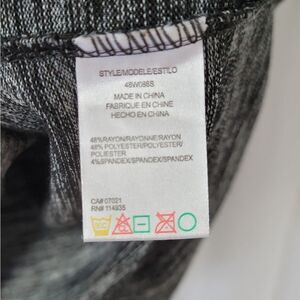 STYLE/MODELE/ESTILO
48W086S
MADE IN CHINA
FABRIQUE EN CHINE
HECHO EN CHINA
48%RAYON/RAYONNE/RAYON
48% POLYESTER/POLYESTER/
POLIESTER
4%SPANDEX/SPANDEX/SPANDEX
CA# 07021
RN# 114935